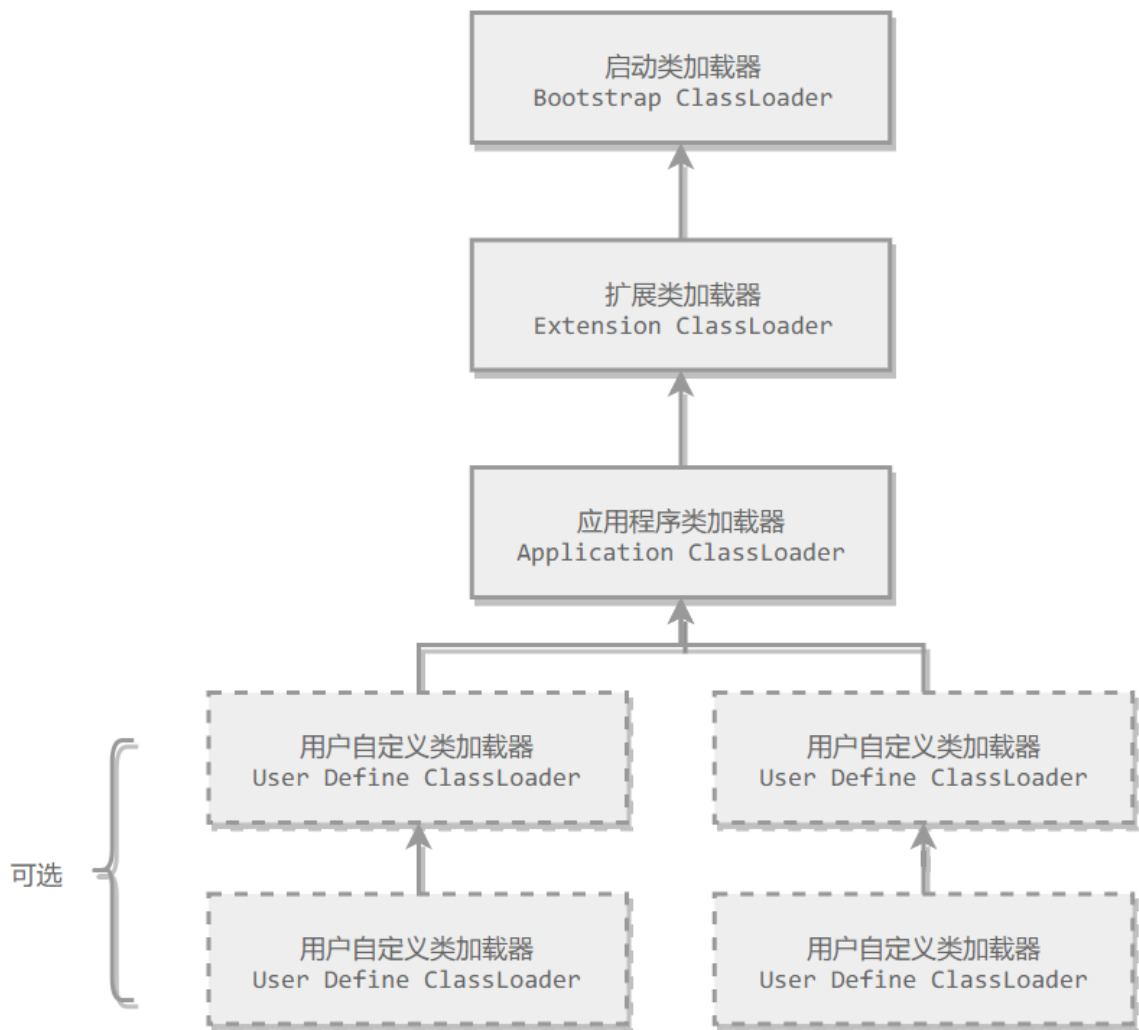 启动类加载器
Bootstrap ClassLoader
扩展类加载器
Extension ClassLoader
应用程序类加载器
Application ClassLoader
用户自定义类加载器
User Define ClassLoader
用户自定义类加载器
User Define ClassLoader
可选
用户自定义类加载器
User Define ClassLoader
用户自定义类加载器
User Define ClassLoader